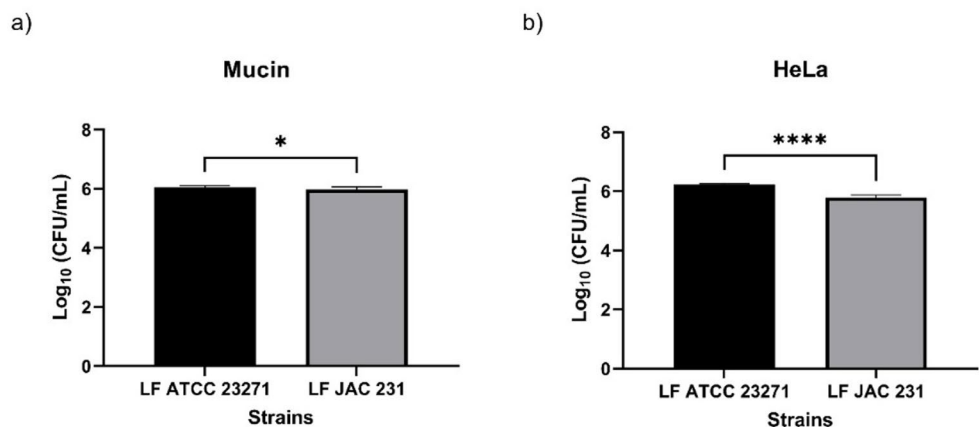 a)
Mucin
*
8
6
4
2
0
Log10 (CFU/mL)
LF ATCC 23271 LF JAC 231
Strains
b)
HeLa
****
8
6
4
2
0
Log10 (CFU/mL)
LF ATCC 23271 LF JAC 231
Strains